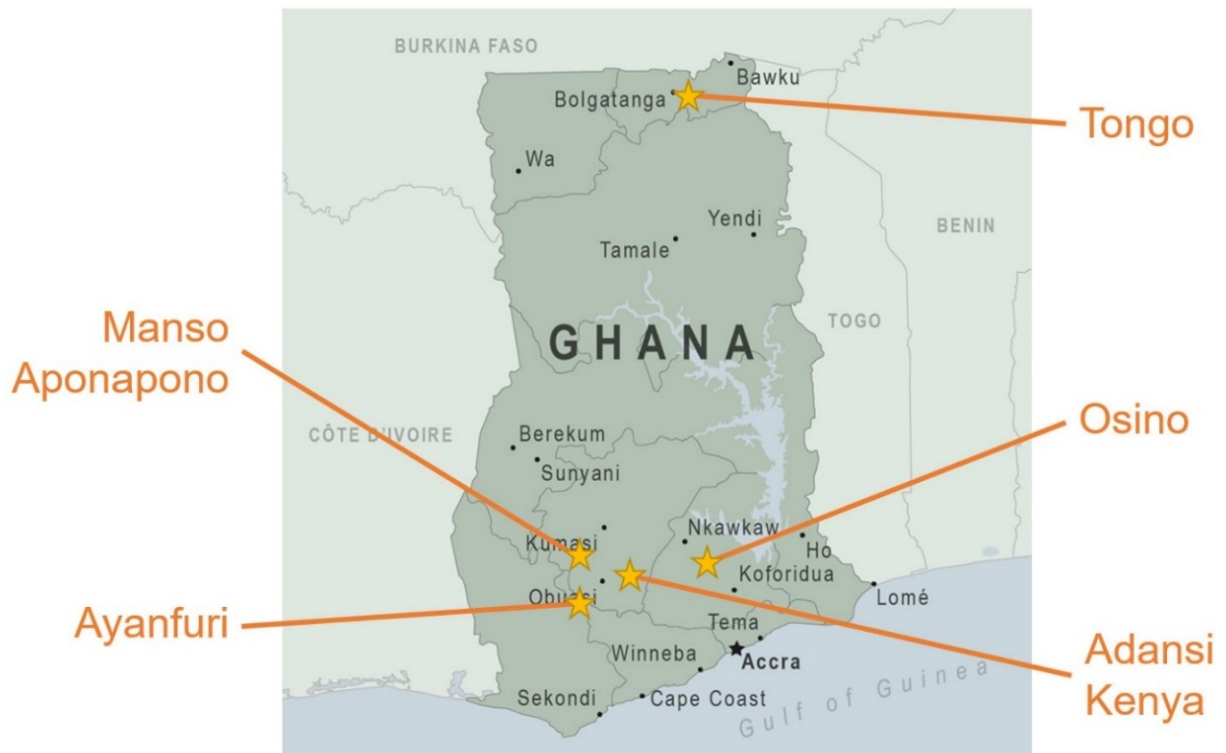 BURKINA FASO
Bawku
Bolgatanga
Tongo
Wa
Yendi
BENIN
Tamale
Manso
Aponapono
GHANA
TOGO
Osino
CÔTE D'IVOIRE
Berekum
Sunyani
Nkawkaw
Kumasi
Ho
Koforidua
Obuasi
Lomé
Ayanfuri
Tema
Winneba
Accra
Adansi
Kenya
Sekondi
Cape Coast
Gulf of Guinea